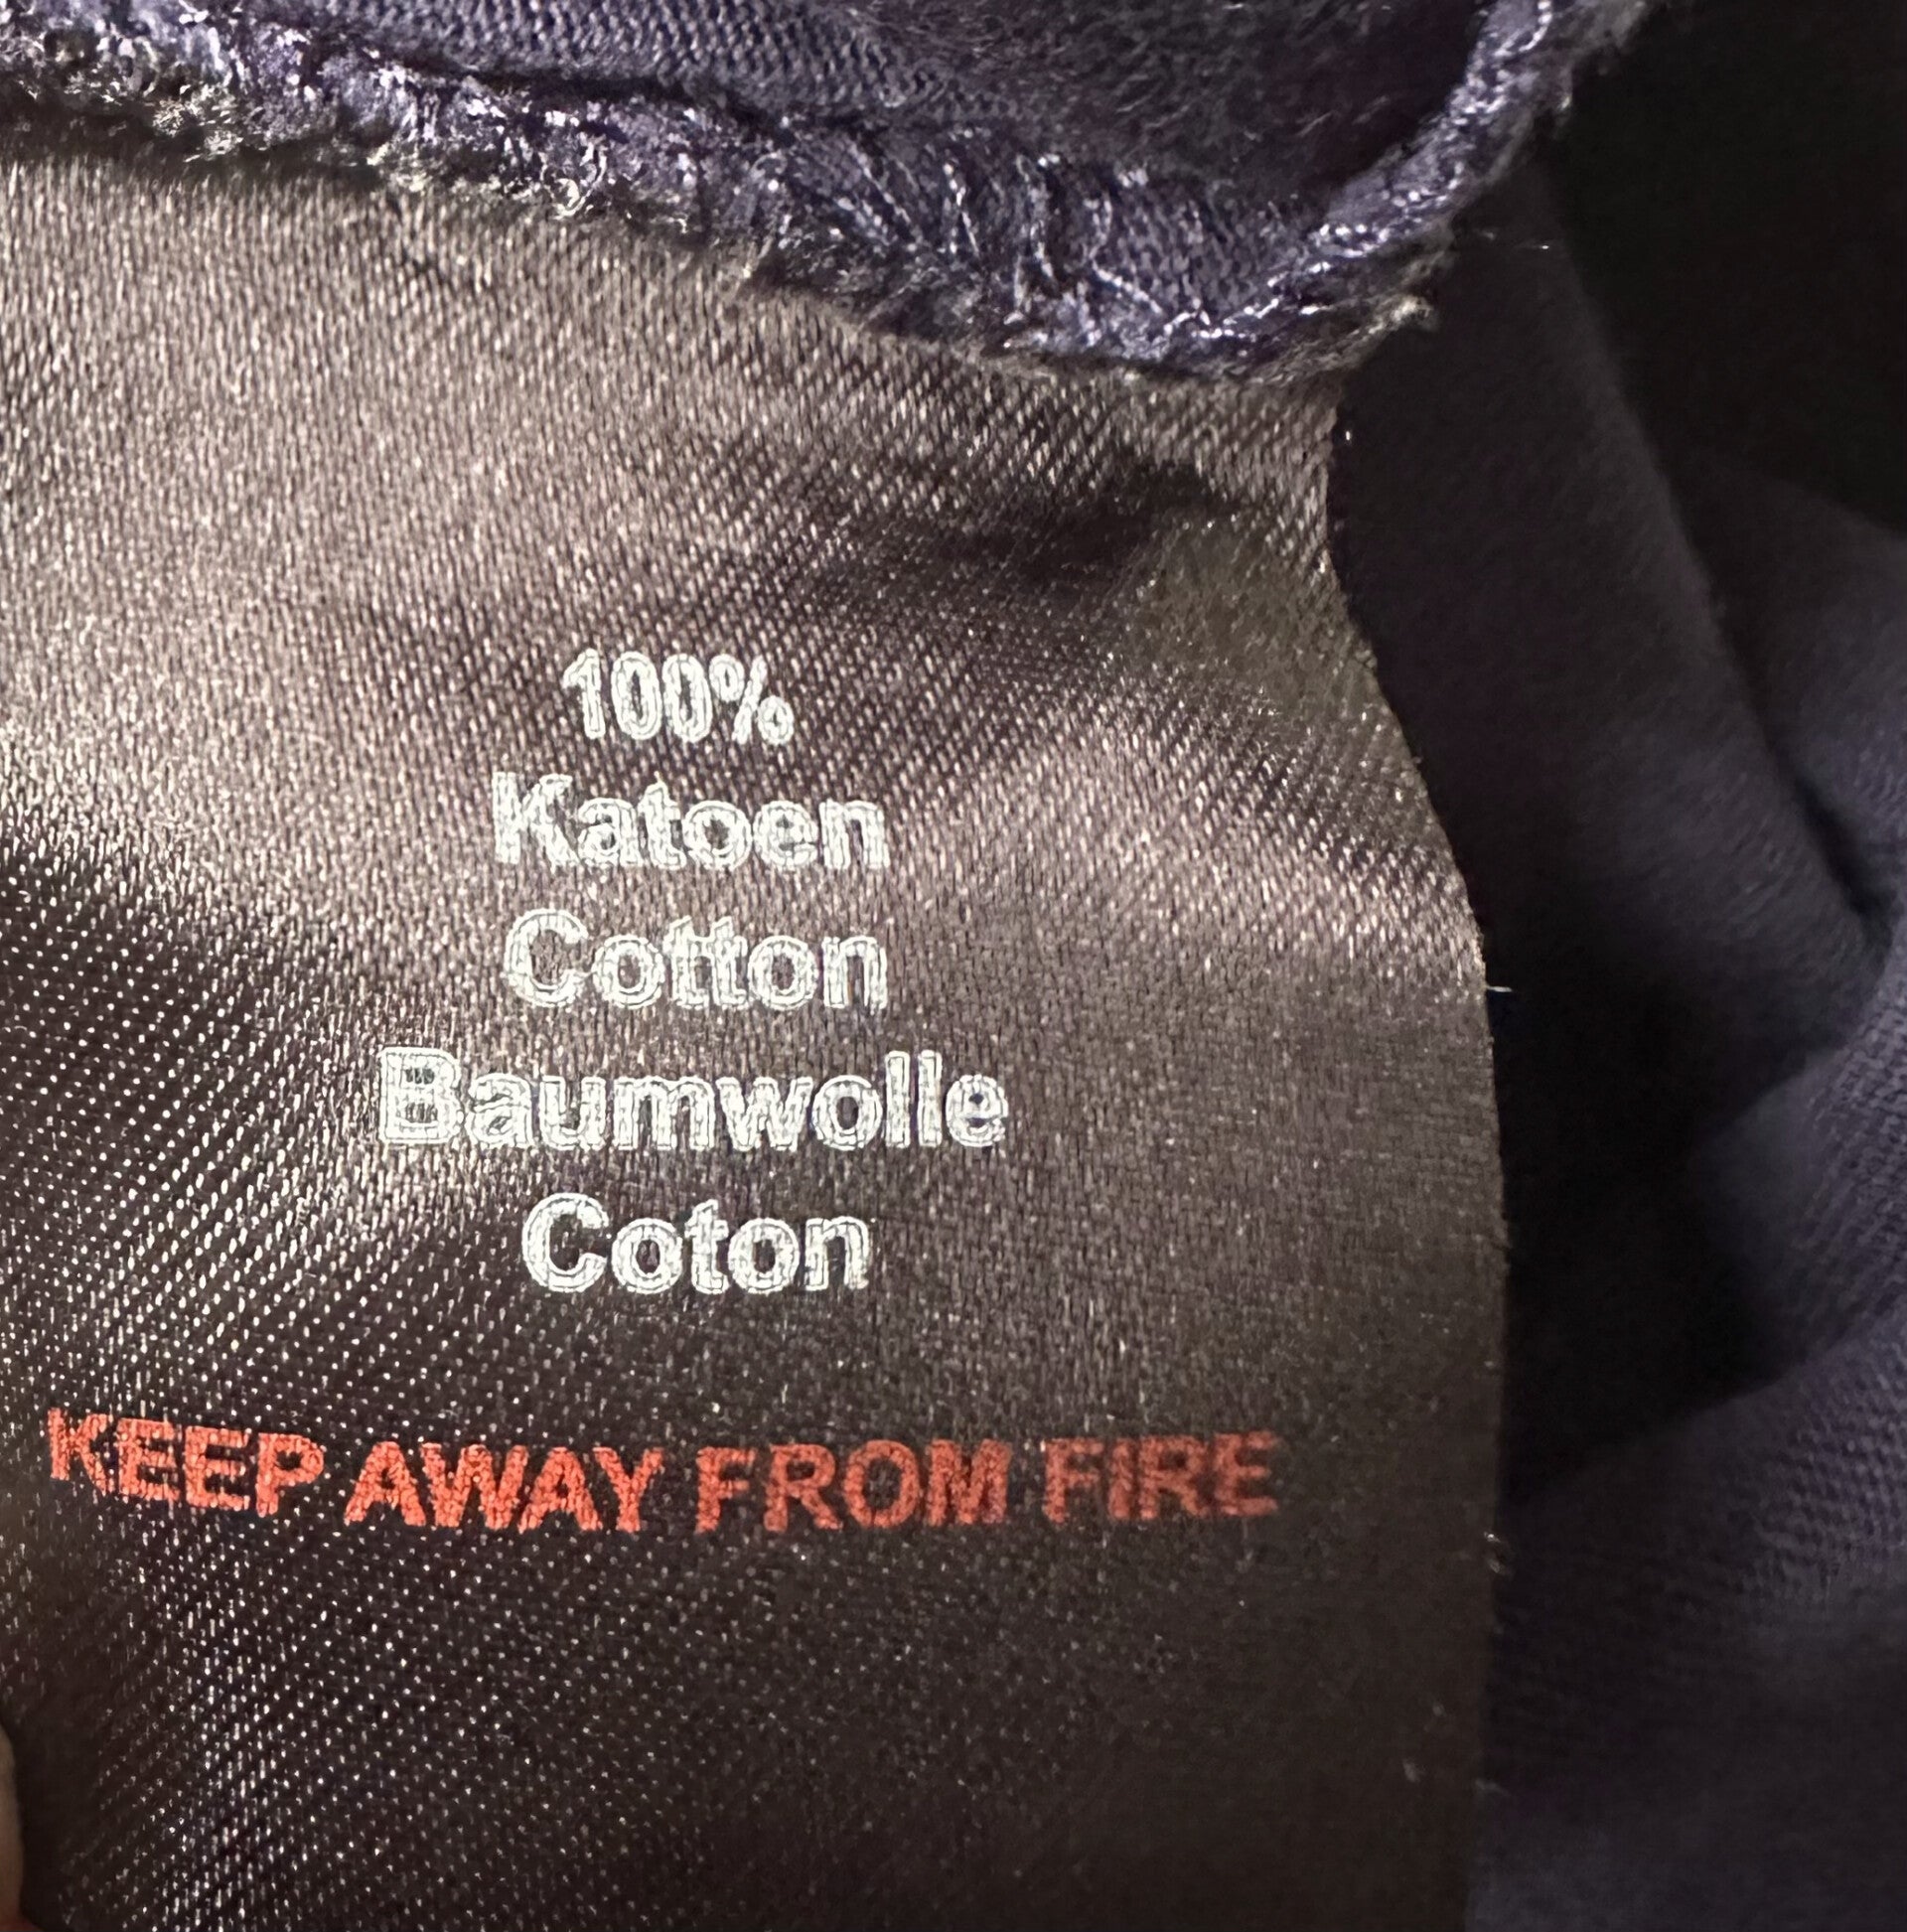 100%
Katoen
Cotton
Baumwolle
Coton
KEEP AWAY FROM FIRE